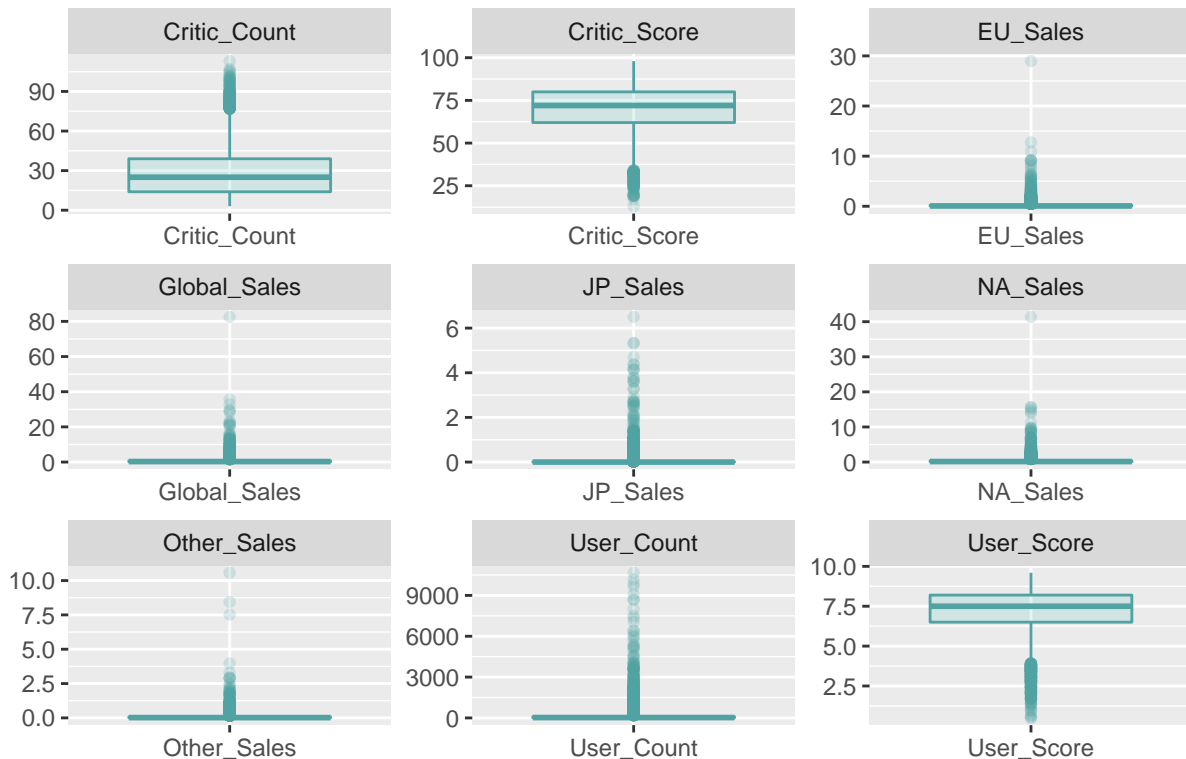 Critic_Count
90
60
30
0
Critic_Count
Critic_Score
100
75
50
25
Critic_Score
EU_Sales
30
20
10
0
EU_Sales
Global_Sales
80
60
40
20
0
Global_Sales
JP_Sales
6
4
2
0
JP_Sales
NA_Sales
40
30
20
10
0
NA_Sales
Other_Sales
10.0
7.5
5.0
2.5
0.0
Other_Sales
User_Count
9000
6000
3000
0
User_Count
User_Score
10.0
7.5
5.0
2.5
User_Score